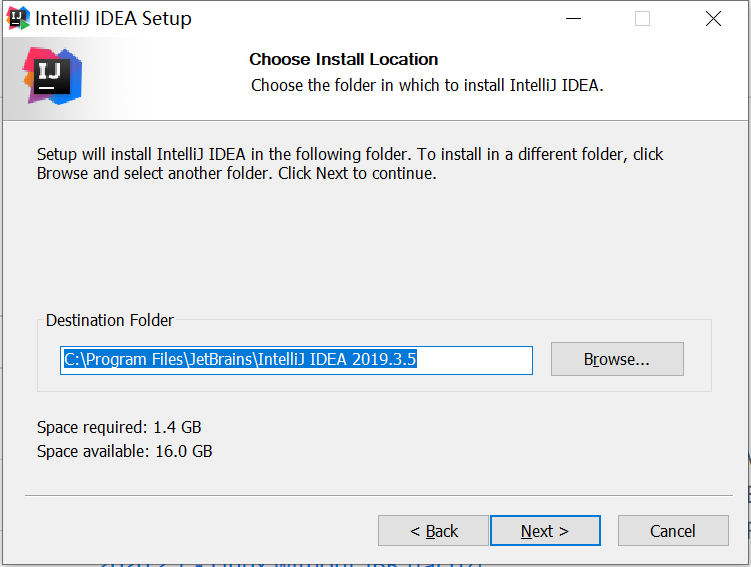 IntelliJ IDEA Setup
IJ
Choose Install Location
Choose the folder in which to install IntelliJ IDEA.
Setup will install IntelliJ IDEA in the following folder. To install in a different folder, click
Browse and select another folder. Click Next to continue.
Destination Folder
C:\Program Files\JetBrains\IntelliJ IDEA 2019.3.5
Browse...
Space required: 1.4 GB
Space available: 16.0 GB
< Back
Next >
Cancel